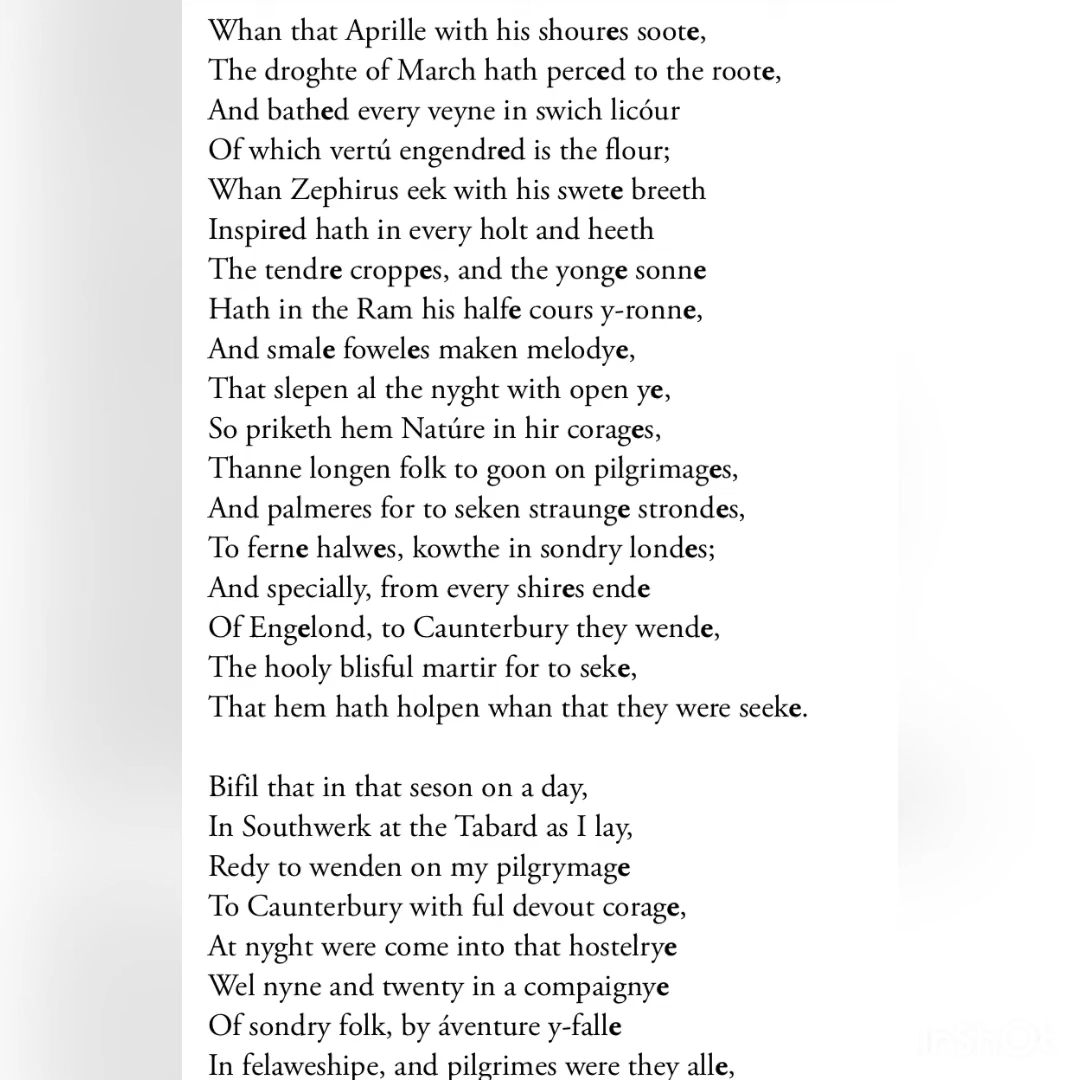 Whan that Aprille with his shoures soote,
The droghte of March hath perced to the roote,
And bathed every veyne in swich licóur
Of which vertú engendred is the flour;
Whan Zephirus eek with his swete breeth
Inspired hath in every holt and heeth
The tendre croppes, and the yonge sonne
Hath in the Ram his halfe cours y-ronne,
And smale foweles maken melodye,
That slepen al the nyght with open ye,
So priketh hem Natúre in hir corages,
Thanne longen folk to goon on pilgrimages,
And palmeres for to seken straunge strondes,
To ferne halwes, kowthe in sondry londes;
And specially, from every shires ende
Of Engelond, to Caunterbury they wende,
The hooly blisful martir for to seke,
That hem hath holpen whan that they were seeke.
Bifil that in that seson on a day,
In Southwerk at the Tabard as I lay,
Redy to wenden on my pilgrymage
To Caunterbury with ful devout corage,
At nyght were come into that hostelrye
Wel nyne and twenty in a compaignye
Of sondry folk, by áventure y-falle
In felaweshipe, and pilgrimes were they alle,
InShOt